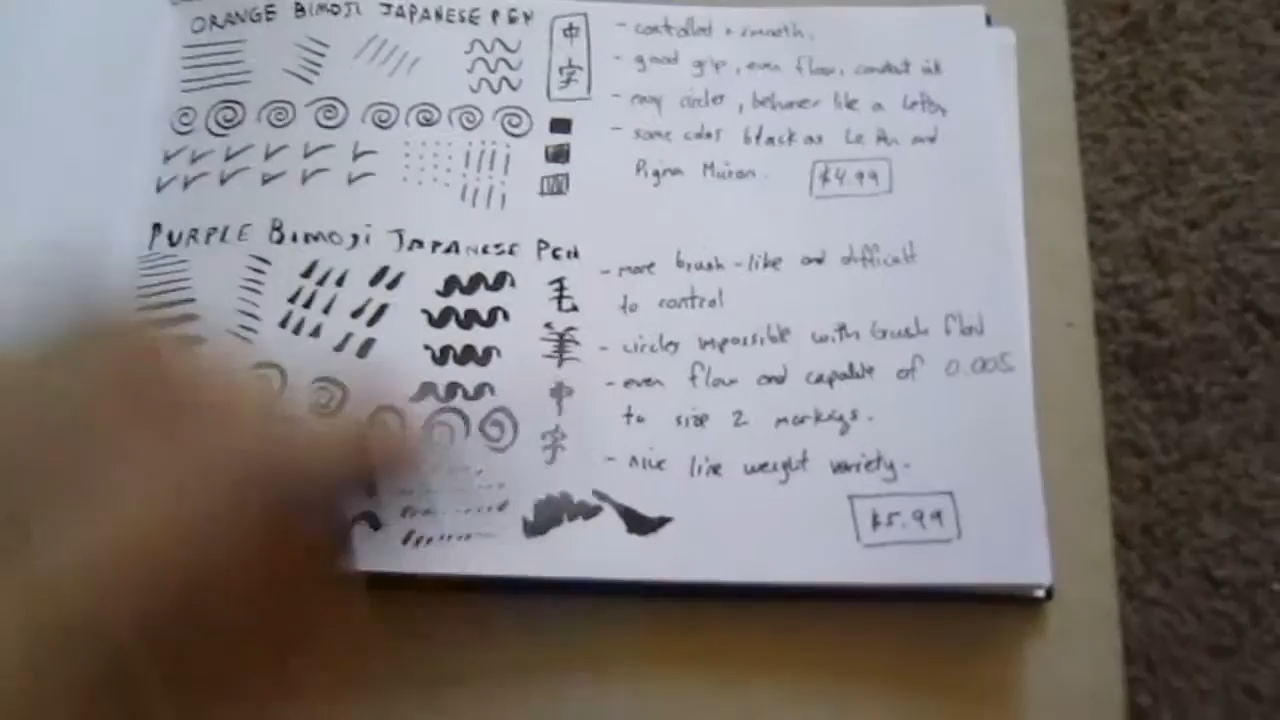 ORANGE BIMOJI JAPANESE PEN
中
字
- controlled + smooth.
- good grip, even flow, constant ink
- easy circles, behaves like a
- same color black as Le Pen and
Pigma Micron.
$4.99
PURPLE BIMOJI JAPANESE PEN
毛
筆
中
字
- more brush-like and difficult
to control
- circles impossible with brush
- even flow and capable of 0.005
to size 2 markings.
- nice line weight variety.
$5.99